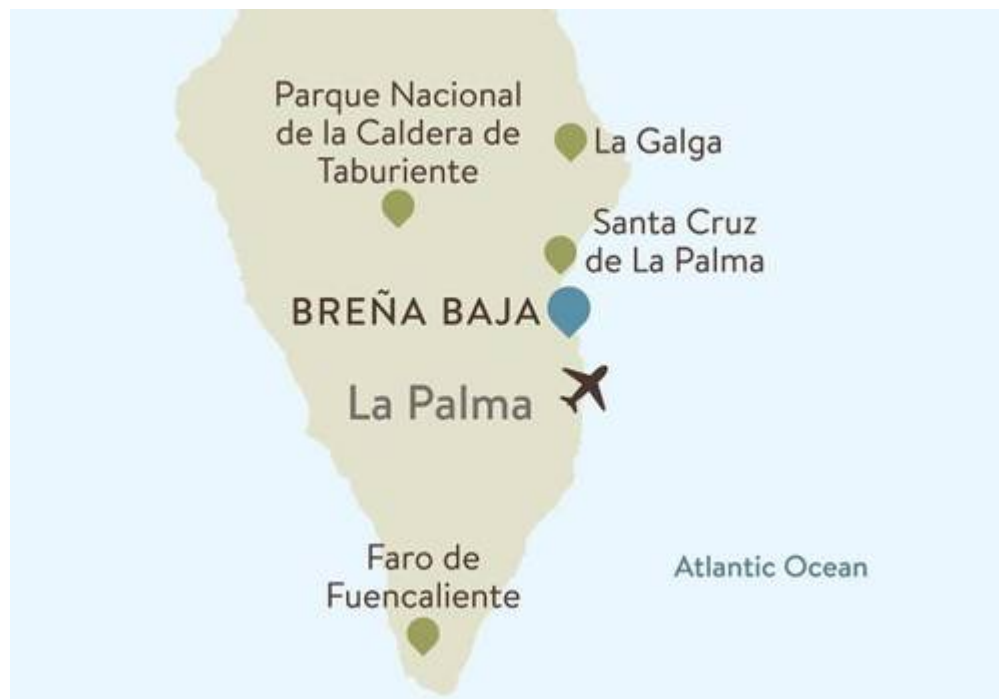 Parque Nacional
de la Caldera de
Taburiente
La Galga
Santa Cruz
de La Palma
BREÑA BAJA
La Palma
Faro de
Fuencaliente
Atlantic Ocean